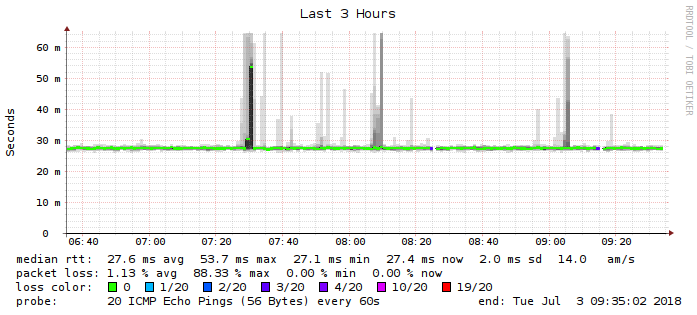 Last 3 Hours
RRDTOOL / TOBI OETIKER
Seconds
60 m
50 m
40 m
30 m
20 m
10 m
0
06:40 07:00 07:20 07:40 08:00 08:20 08:40 09:00 09:20
median rtt: 27.6 ms avg 53.7 ms max 27.1 ms min 27.4 ms now 2.0 ms sd 14.0 am/s
packet loss: 1.13 % avg 88.33 % max 0.00 % min 0.00 % now
loss color: 0 1/20 2/20 3/20 4/20 10/20 19/20
probe: 20 ICMP Echo Pings (56 Bytes) every 60s end: Tue Jul 3 09:35:02 2018